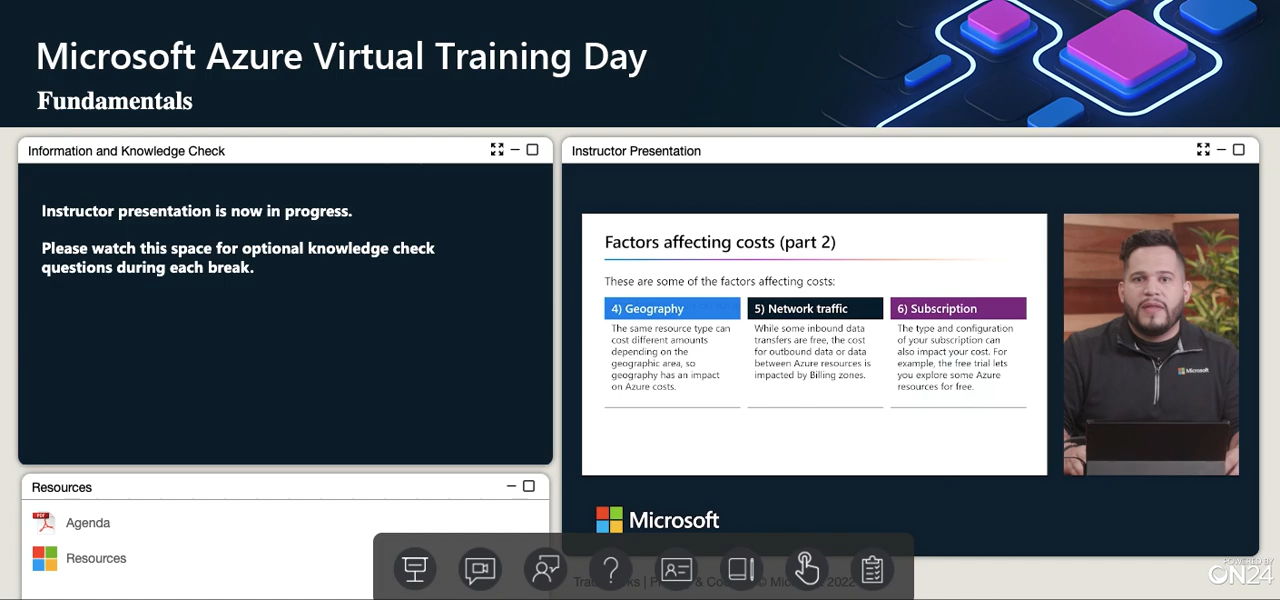 Microsoft Azure Virtual Training Day
Fundamentals
Information and Knowledge Check
Instructor presentation is now in progress.
Please watch this space for optional knowledge check
questions during each break.
Resources
PDF
Agenda
Resources
Instructor Presentation
Factors affecting costs (part 2)
These are some of the factors affecting costs:
4) Geography
The same resource type can
cost different amounts
depending on the
geographic area, so
geography has an impact
on Azure costs.
5) Network traffic
While some inbound data
transfers are free, the cost
for outbound data or data
between Azure resources is
impacted by Billing zones.
6) Subscription
The type and configuration
of your subscription can
also impact your cost. For
example, the free trial lets
you explore some Azure
resources for free.
Microsoft
Microsoft
© 2022
POWERED BY
ON24